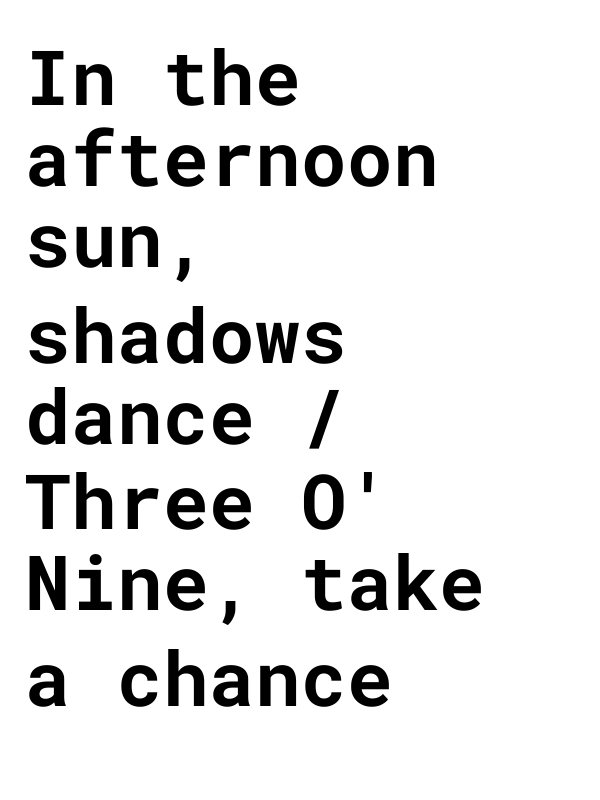 In the
afternoon
sun,
shadows
dance /
Three O'
Nine, take
a chance